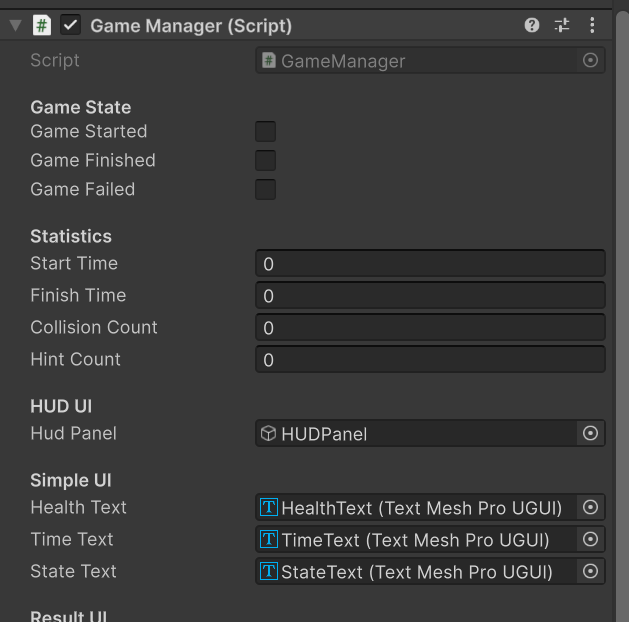 Game Manager (Script)
Script GameManager
Game State
Game Started
Game Finished
Game Failed
Statistics
Start Time 0
Finish Time 0
Collision Count 0
Hint Count 0
HUD UI
Hud Panel HUDPanel
Simple UI
Health Text HealthText (Text Mesh Pro UGUI)
Time Text TimeText (Text Mesh Pro UGUI)
State Text StateText (Text Mesh Pro UGUI)
Result UI